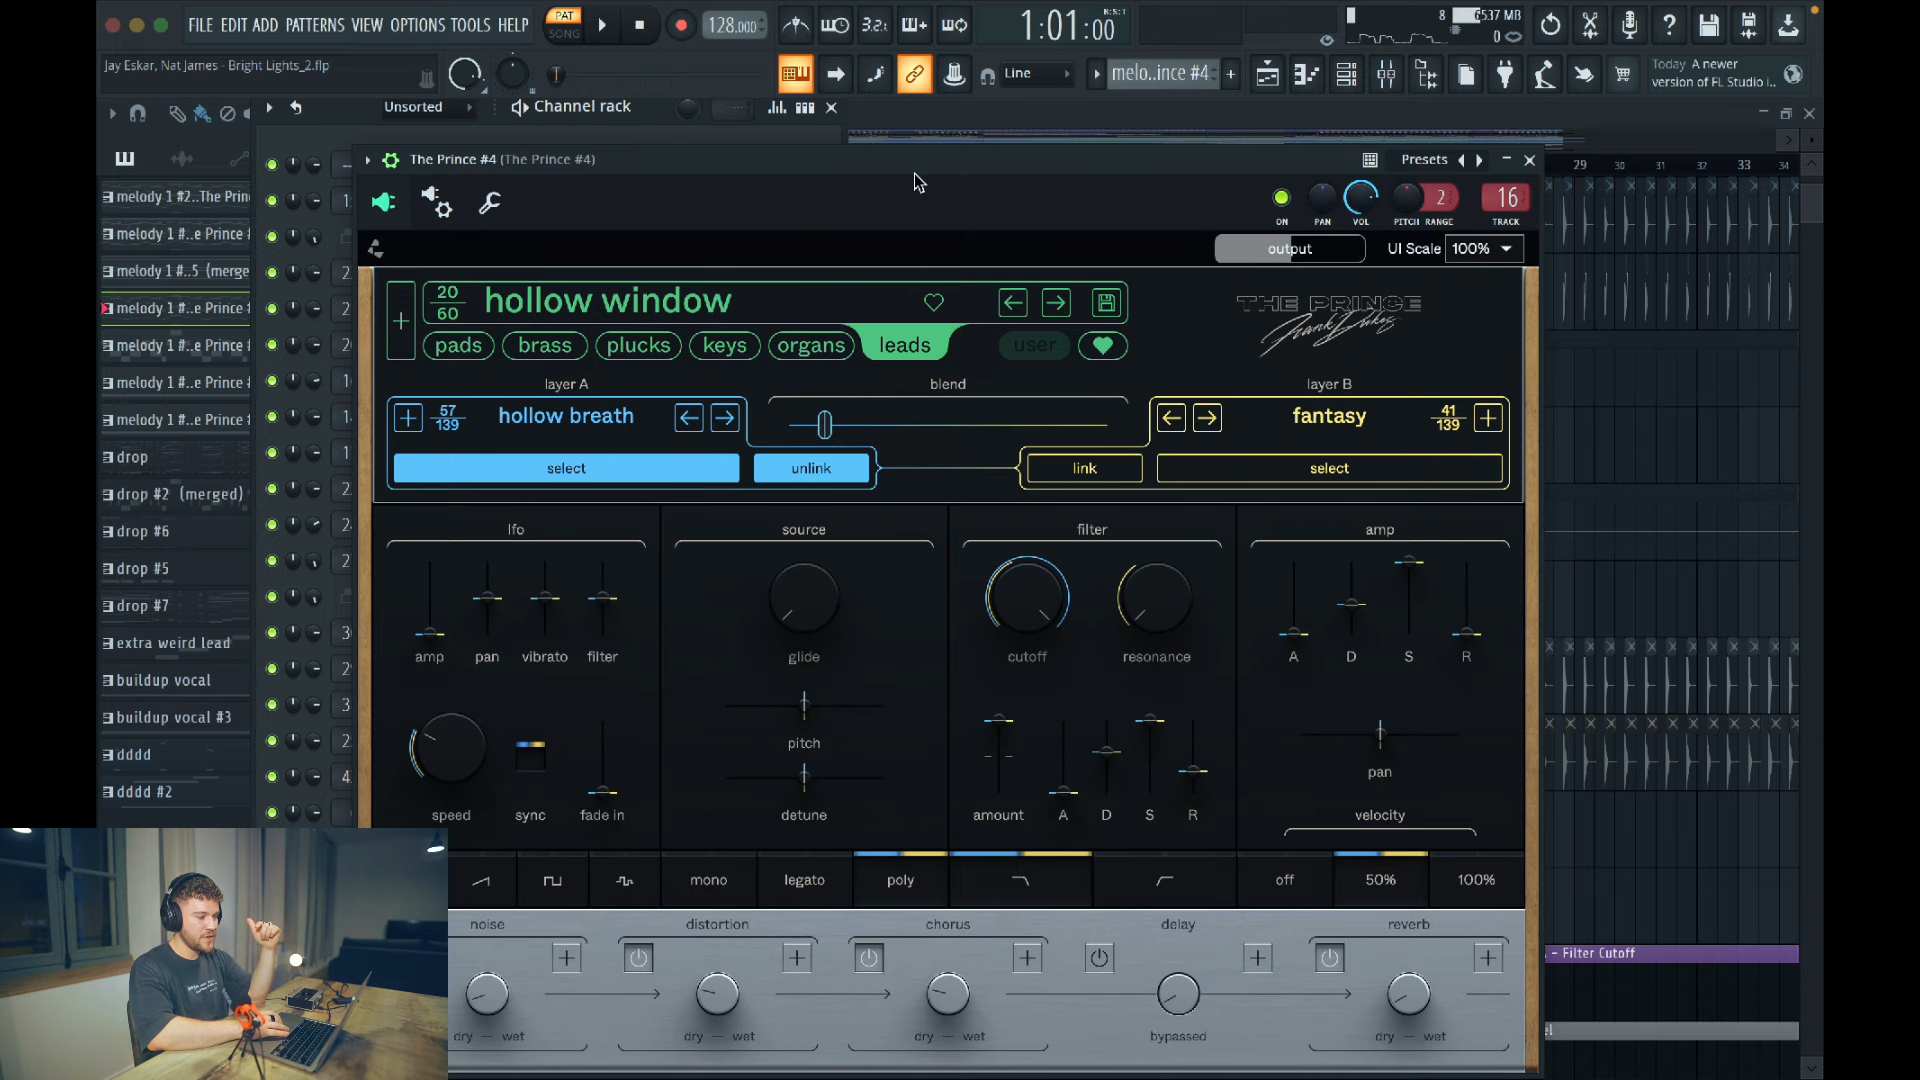 FILE EDIT ADD PATTERNS VIEW OPTIONS TOOLS HELP
PAT
SONG
128.000
3.2.
1:01:00
B:S:T
8
6537 MB
0
Jay Eskar, Nat James - Bright Lights_2.flp
Line
melo..ince #4
Today A newer
version of FL Studio i..
Unsorted
Channel rack
The Prince #4 (The Prince #4)
Presets
29
30
31
32
33
34
melody 1 #2..The Prin
melody 1 #..e Prince
melody 1 #..5 (merge
melody 1 #..e Prince
melody 1 #..e Prince
melody 1 #..e Prince
melody 1 #..e Prince
drop
drop #2 (merged)
drop #6
drop #5
drop #7
extra weird lead
buildup vocal
buildup vocal #3
dddd
dddd #2
ON
PAN
VOL
PITCH
2
RANGE
16
TRACK
output
UI Scale
100%
20
60
hollow window
THE PRINCE
Frank Dukes
pads
brass
plucks
keys
organs
leads
user
layer A
blend
layer B
57
139
hollow breath
fantasy
41
139
select
unlink
link
select
lfo
source
filter
amp
amp
pan
vibrato
filter
glide
cutoff
resonance
A
D
S
R
pitch
pan
speed
sync
fade in
detune
amount
A
D
S
R
velocity
mono
legato
poly
off
50%
100%
noise
distortion
chorus
delay
reverb
dry — wet
dry — wet
dry — wet
bypassed
dry — wet
- Filter Cutoff